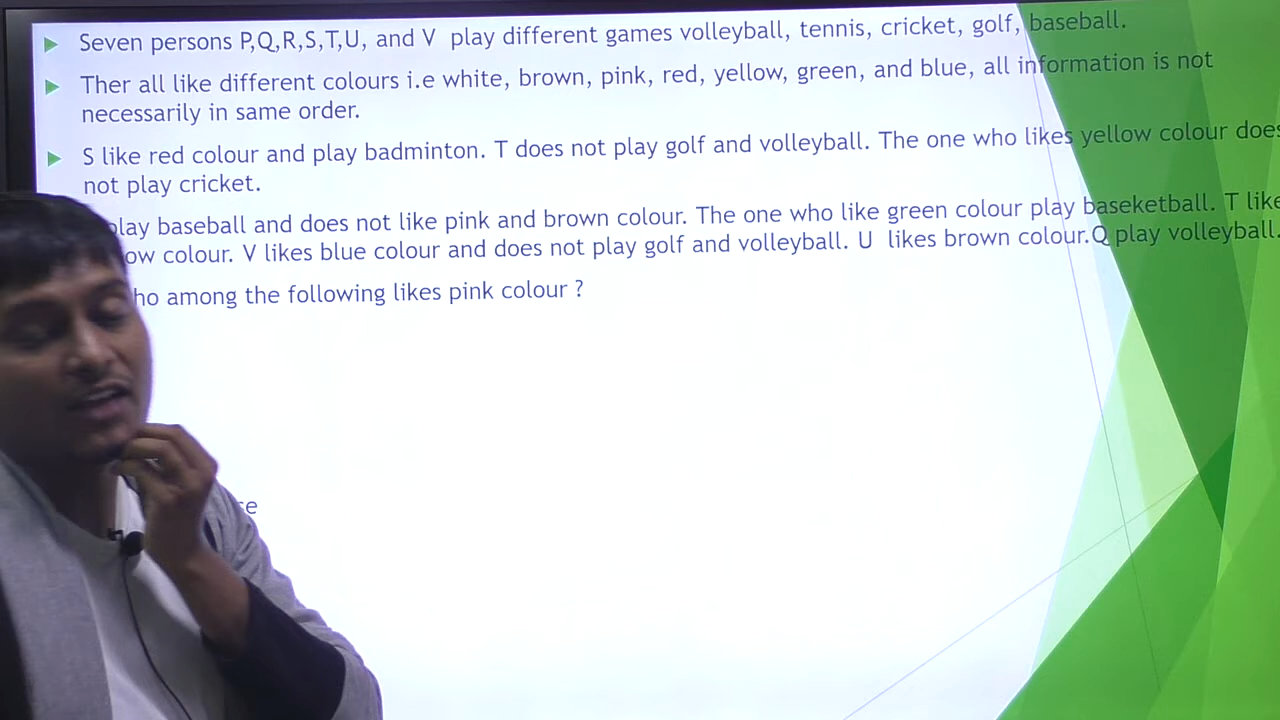 Seven persons P,Q,R,S,T,U, and V play different games volleyball, tennis, cricket, golf, baseball.
Ther all like different colours i.e white, brown, pink, red, yellow, green, and blue, all information is not
necessarily in same order.
S like red colour and play badminton. T does not play golf and volleyball. The one who likes yellow colour does
not play cricket.
play baseball and does not like pink and brown colour. The one who like green colour play baseketball. T like
colour. V likes blue colour and does not play golf and volleyball. U likes brown colour.Q play volleyball.
among the following likes pink colour ?